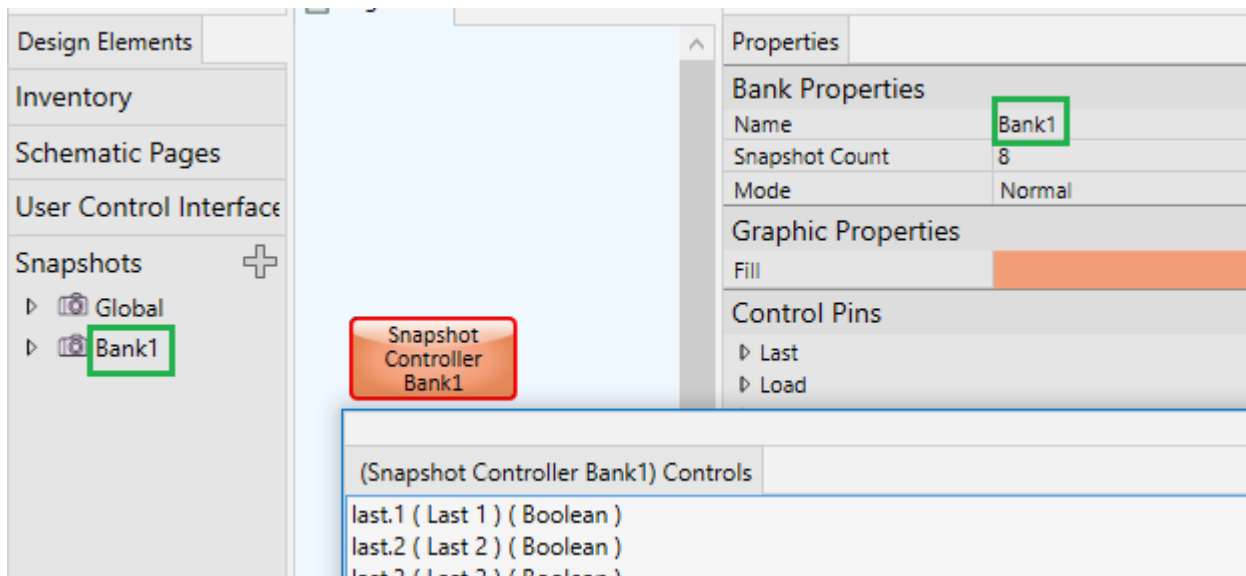 Design Elements
Inventory
Schematic Pages
User Control Interface
Snapshots
Global
Bank1
Snapshot
Controller
Bank1
Properties
Bank Properties
Name Bank1
Snapshot Count 8
Mode Normal
Graphic Properties
Fill
Control Pins
Last
Load
(Snapshot Controller Bank1) Controls
last.1 ( Last 1 ) ( Boolean )
last.2 ( Last 2 ) ( Boolean )